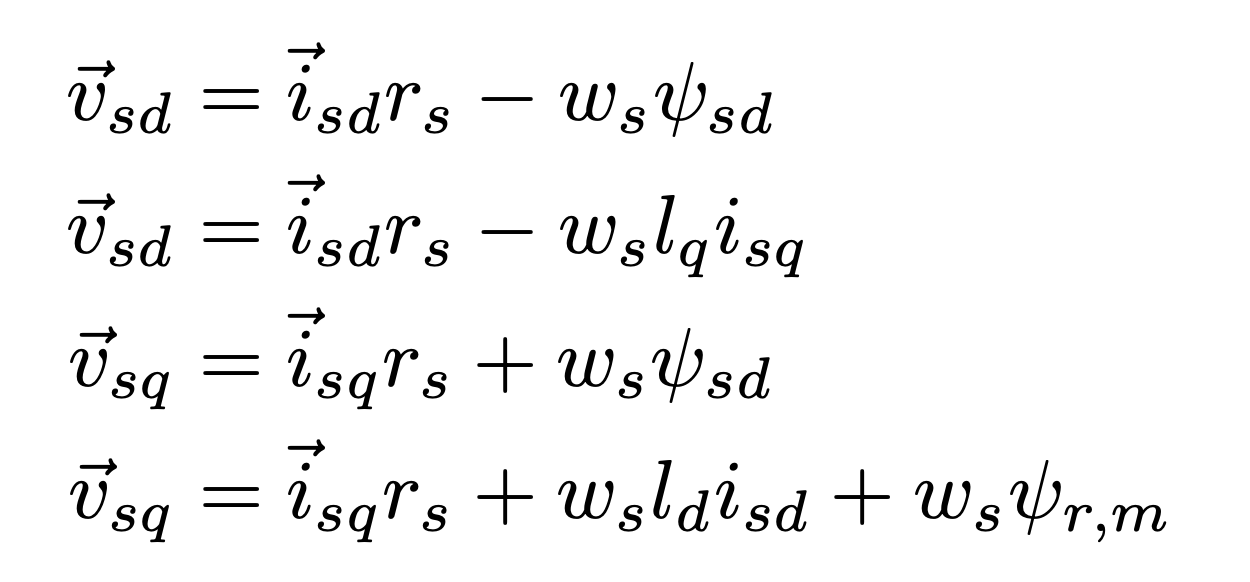 \vec{v}_{sd} = \vec{i}_{sd} r_s - w_s \psi_{sd}
\vec{v}_{sd} = \vec{i}_{sd} r_s - w_s l_q i_{sq}
\vec{v}_{sq} = \vec{i}_{sq} r_s + w_s \psi_{sd}
\vec{v}_{sq} = \vec{i}_{sq} r_s + w_s l_d i_{sd} + w_s \psi_{r,m}